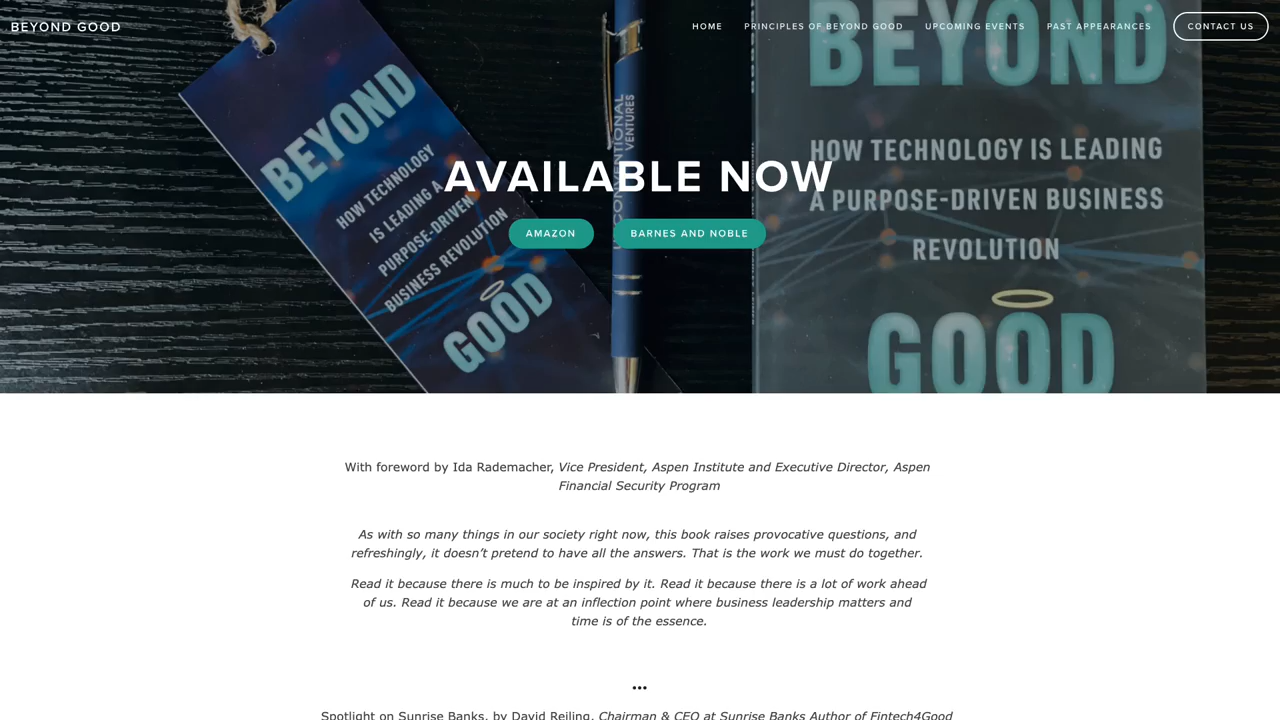 BEYOND GOOD
HOME
PRINCIPLES OF BEYOND GOOD
UPCOMING EVENTS
PAST APPEARANCES
CONTACT US
BEYOND
HOW TECHNOLOGY
IS LEADING A
PURPOSE-DRIVEN
BUSINESS REVOLUTION
GOOD
VENTURES
BEYOND
HOW TECHNOLOGY IS LEADING
A PURPOSE-DRIVEN BUSINESS
REVOLUTION
GOOD
AVAILABLE NOW
AMAZON
BARNES AND NOBLE
With foreword by Ida Rademacher, Vice President, Aspen Institute and Executive Director, Aspen
Financial Security Program
As with so many things in our society right now, this book raises provocative questions, and
refreshingly, it doesn’t pretend to have all the answers. That is the work we must do together.
Read it because there is much to be inspired by it. Read it because there is a lot of work ahead
of us. Read it because we are at an inflection point where business leadership matters and
time is of the essence.
•••
Spotlight on Sunrise Banks, by David Reiling, Chairman & CEO at Sunrise Banks Author of Fintech4Good